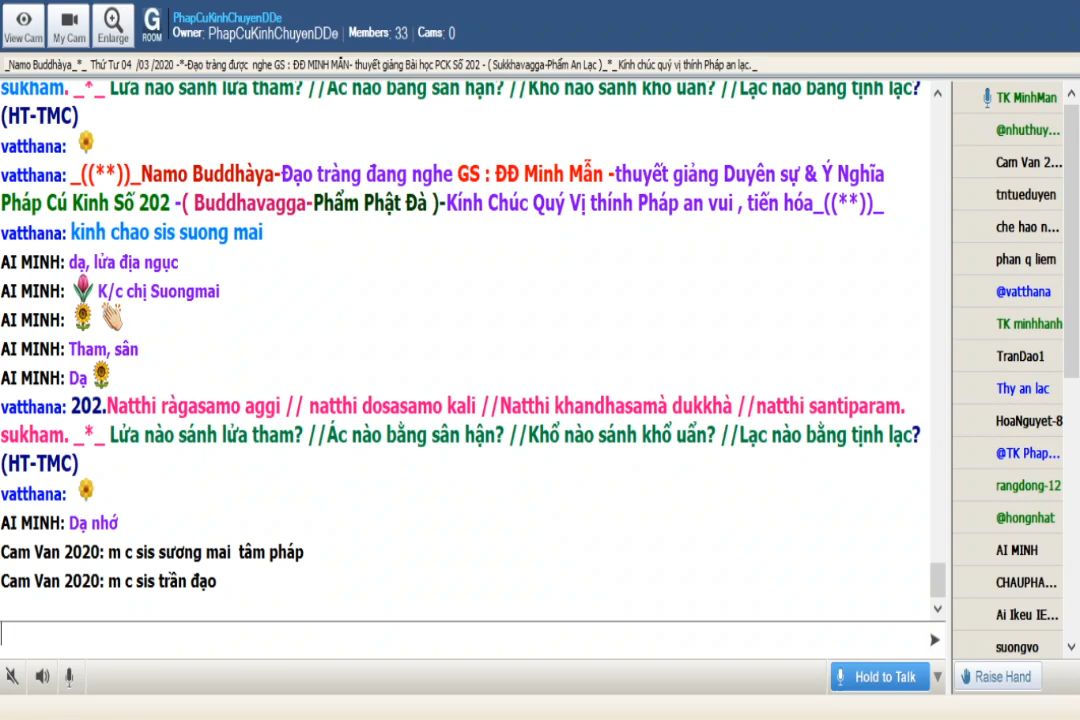 View Cam
My Cam
Enlarge
G
ROOM
PhapCuKinhChuyenDDe
Owner: PhapCuKinhChuyenDDe | Members: 33 | Cams: 0
_Namo Buddhàya_*_ Thứ Tư 04 /03 /2020 -*-Đạo tràng được nghe GS : ĐĐ MINH MẪN- thuyết giảng Bài học PCK Số 202 - ( Sukkhavagga-Phẩm An Lạc )_*_Kính chúc quý vị thính Pháp an lạc._
sukham. _*_ Lửa nào sánh lửa tham? //Ác nào bằng sân hận? //Khổ nào sánh khổ uẩn? //Lạc nào bằng tịnh lạc?
(HT-TMC)
vatthana:
vatthana: _((**))_Namo Buddhàya-Đạo tràng đang nghe GS : ĐĐ Minh Mẫn -thuyết giảng Duyên sự & Ý Nghĩa
Pháp Cú Kinh Số 202 -( Buddhavagga-Phẩm Phật Đà )-Kính Chúc Quý Vị thính Pháp an vui , tiến hóa_((**))_
vatthana: kinh chao sis suong mai
AI MINH: dạ, lửa địa ngục
AI MINH: K/c chị Suongmai
AI MINH:
AI MINH: Tham, sân
AI MINH: Dạ
vatthana: 202.Natthi ràgasamo aggi // natthi dosasamo kali //Natthi khandhasamà dukkhà //natthi santiparam.
sukham. _*_ Lửa nào sánh lửa tham? //Ác nào bằng sân hận? //Khổ nào sánh khổ uẩn? //Lạc nào bằng tịnh lạc?
(HT-TMC)
vatthana:
AI MINH: Dạ nhớ
Cam Van 2020: m c sis sương mai tâm pháp
Cam Van 2020: m c sis trần đạo
TK MinhMan
@nhuthuy...
Cam Van 2...
tntueduyen
che hao n...
phan q liem
@vatthana
TK minhhanh
TranDao1
Thy an lac
HoaNguyet-8
@TK Phap...
rangdong-12
@hongnhat
AI MINH
CHAUPHA...
Ai Ikeu IE...
suongvo
Hold to Talk
Raise Hand